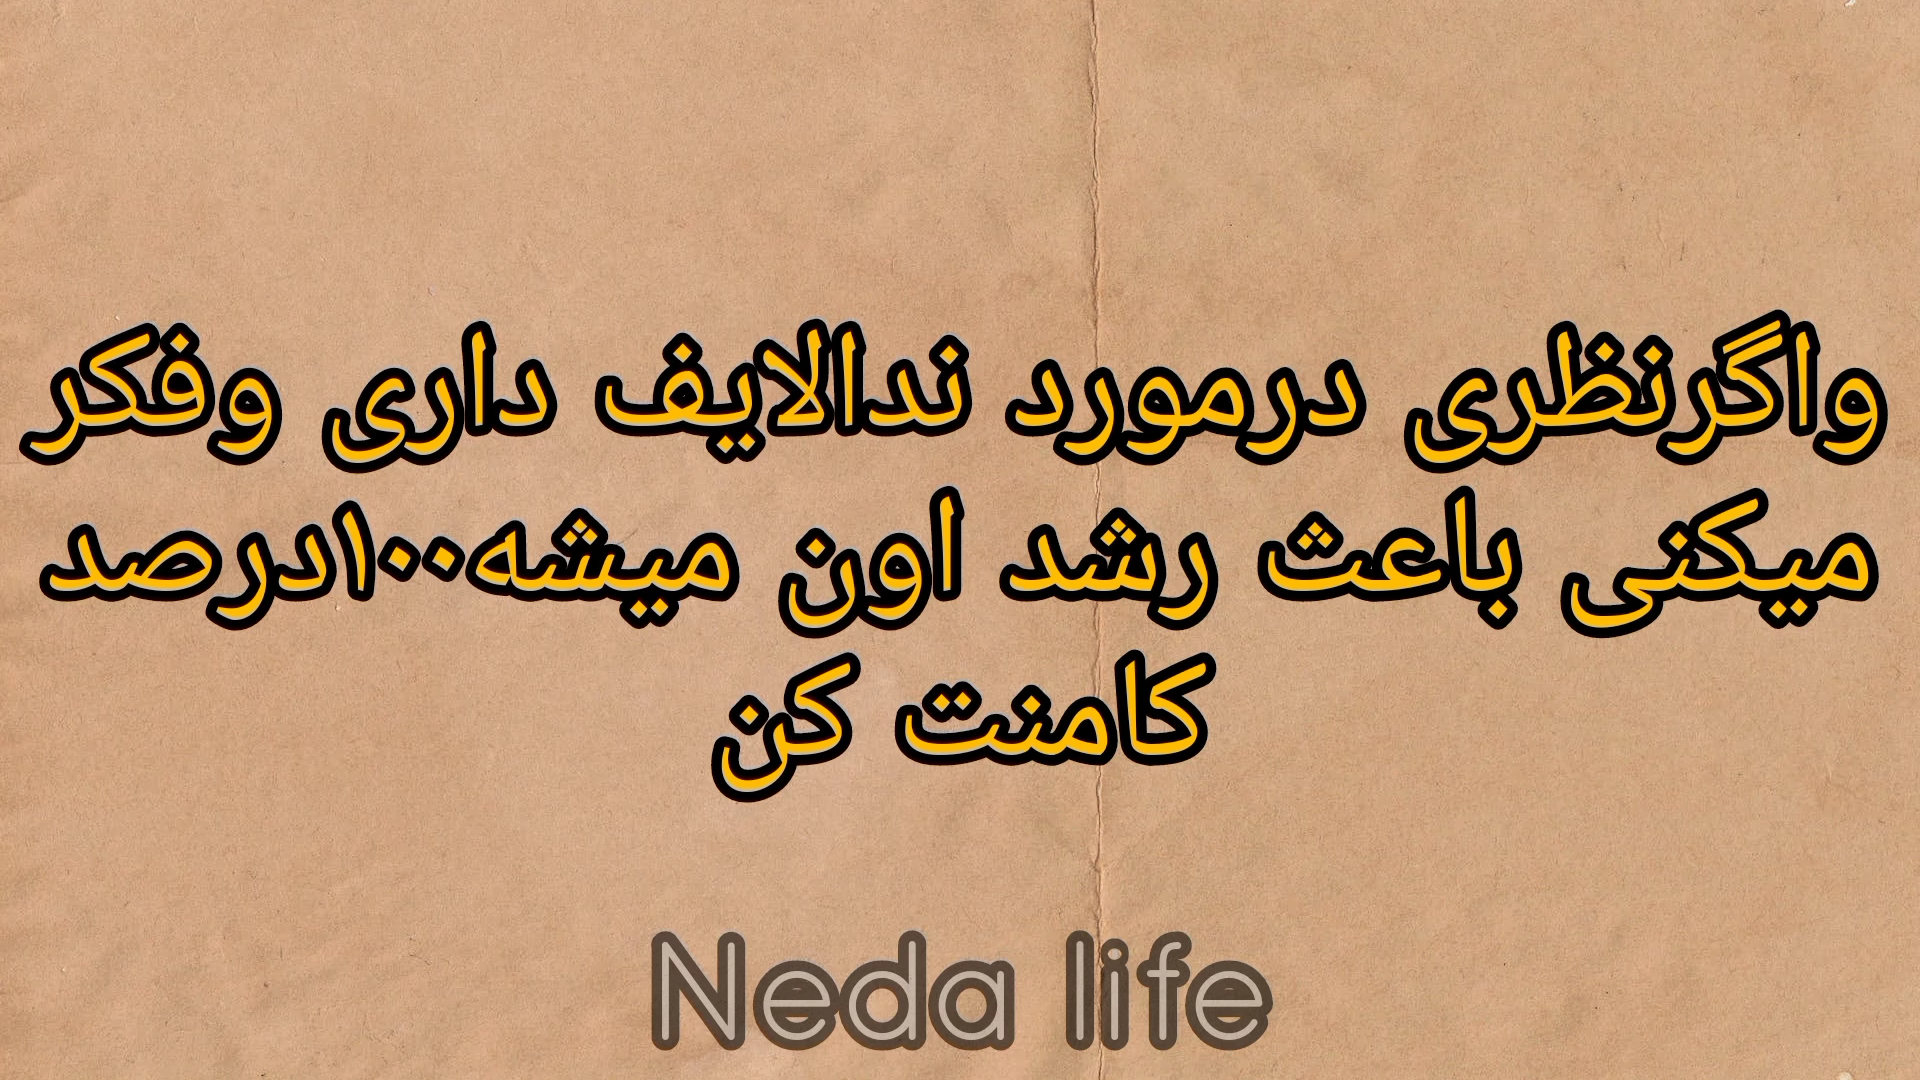 واگرنظری درمورد ندالایف داری وفکر
میکنی باعث رشد اون میشه۱۰۰درصد
کامنت کن
Neda life